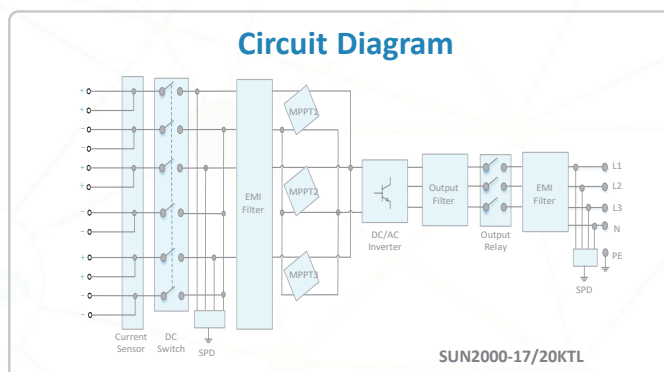 Circuit Diagram
+
+
−
−
+
+
−
−
+
+
−
−
Current
Sensor
DC
Switch
SPD
EMI
Filter
MPPT1
MPPT2
MPPT3
DC/AC
Inverter
Output
Filter
Output
Relay
EMI
Filter
L1
L2
L3
N
PE
SPD
SUN2000-17/20KTL